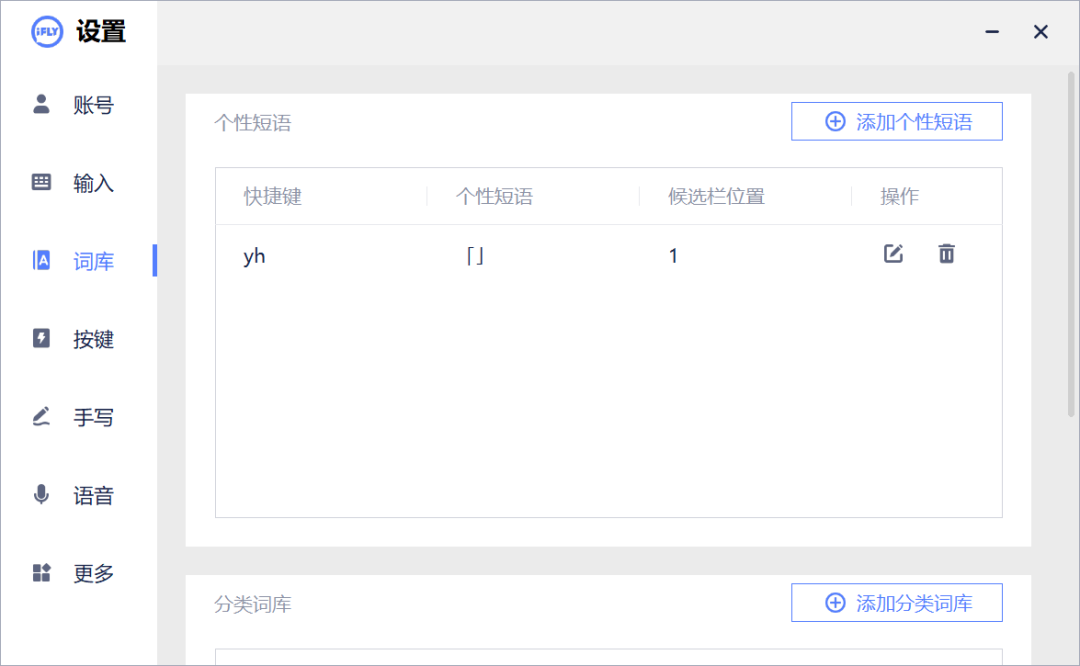 iFLY 设置
账号
输入
词库
按键
手写
语音
更多
个性短语
添加个性短语
快捷键 个性短语 候选栏位置 操作
yh 「」 1
分类词库
添加分类词库